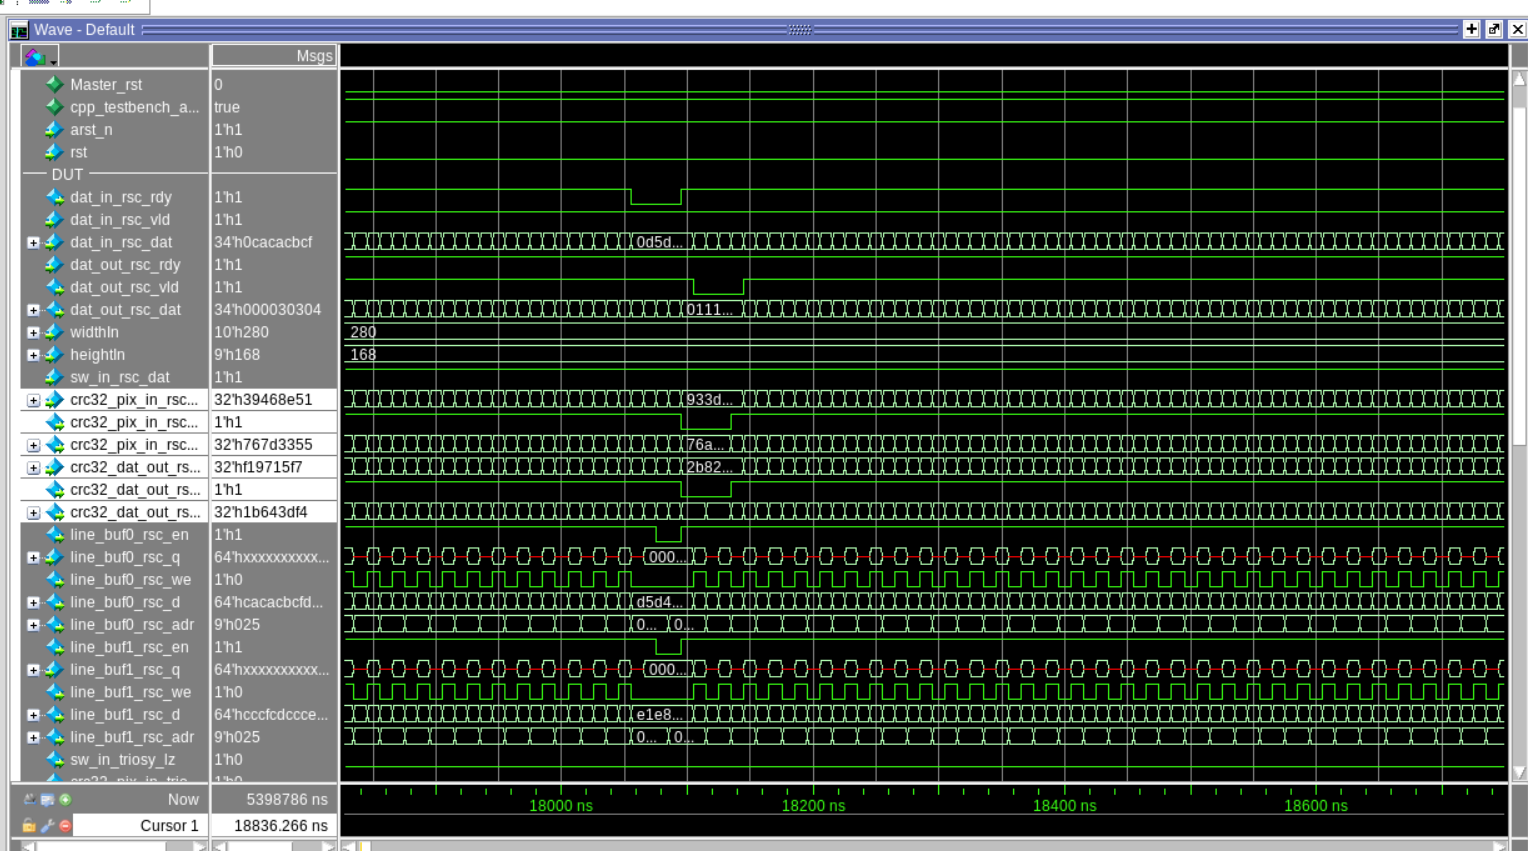 Wave - Default
Msgs
Master_rst 0
cpp_testbench_a... true
arst_n 1'h1
rst 1'h0
DUT
dat_in_rsc_rdy 1'h1
dat_in_rsc_vld 1'h1
dat_in_rsc_dat 34'h0cacacbcf 0d5d...
dat_out_rsc_rdy 1'h1
dat_out_rsc_vld 1'h1
dat_out_rsc_dat 34'h000030304 0111...
widthIn 10'h280 280
heightIn 9'h168 168
sw_in_rsc_dat 1'h1
crc32_pix_in_rsc... 32'h39468e51 933d...
crc32_pix_in_rsc... 1'h1
crc32_pix_in_rsc... 32'h767d3355 76a...
crc32_dat_out_rs... 32'hf19715f7 2b82...
crc32_dat_out_rs... 1'h1
crc32_dat_out_rs... 32'h1b643df4
line_buf0_rsc_en 1'h1
line_buf0_rsc_q 64'hxxxxxxxxxx... 000...
line_buf0_rsc_we 1'h0
line_buf0_rsc_d 64'hcacacbcfd... d5d4...
line_buf0_rsc_adr 9'h025 0... 0...
line_buf1_rsc_en 1'h1
line_buf1_rsc_q 64'hxxxxxxxxxx... 000...
line_buf1_rsc_we 1'h0
line_buf1_rsc_d 64'hcccfcdccce... e1e8...
line_buf1_rsc_adr 9'h025 0... 0...
sw_in_triosy_lz 1'h0
Now 5398786 ns 18000 ns 18200 ns 18400 ns 18600 ns
Cursor 1 18836.266 ns